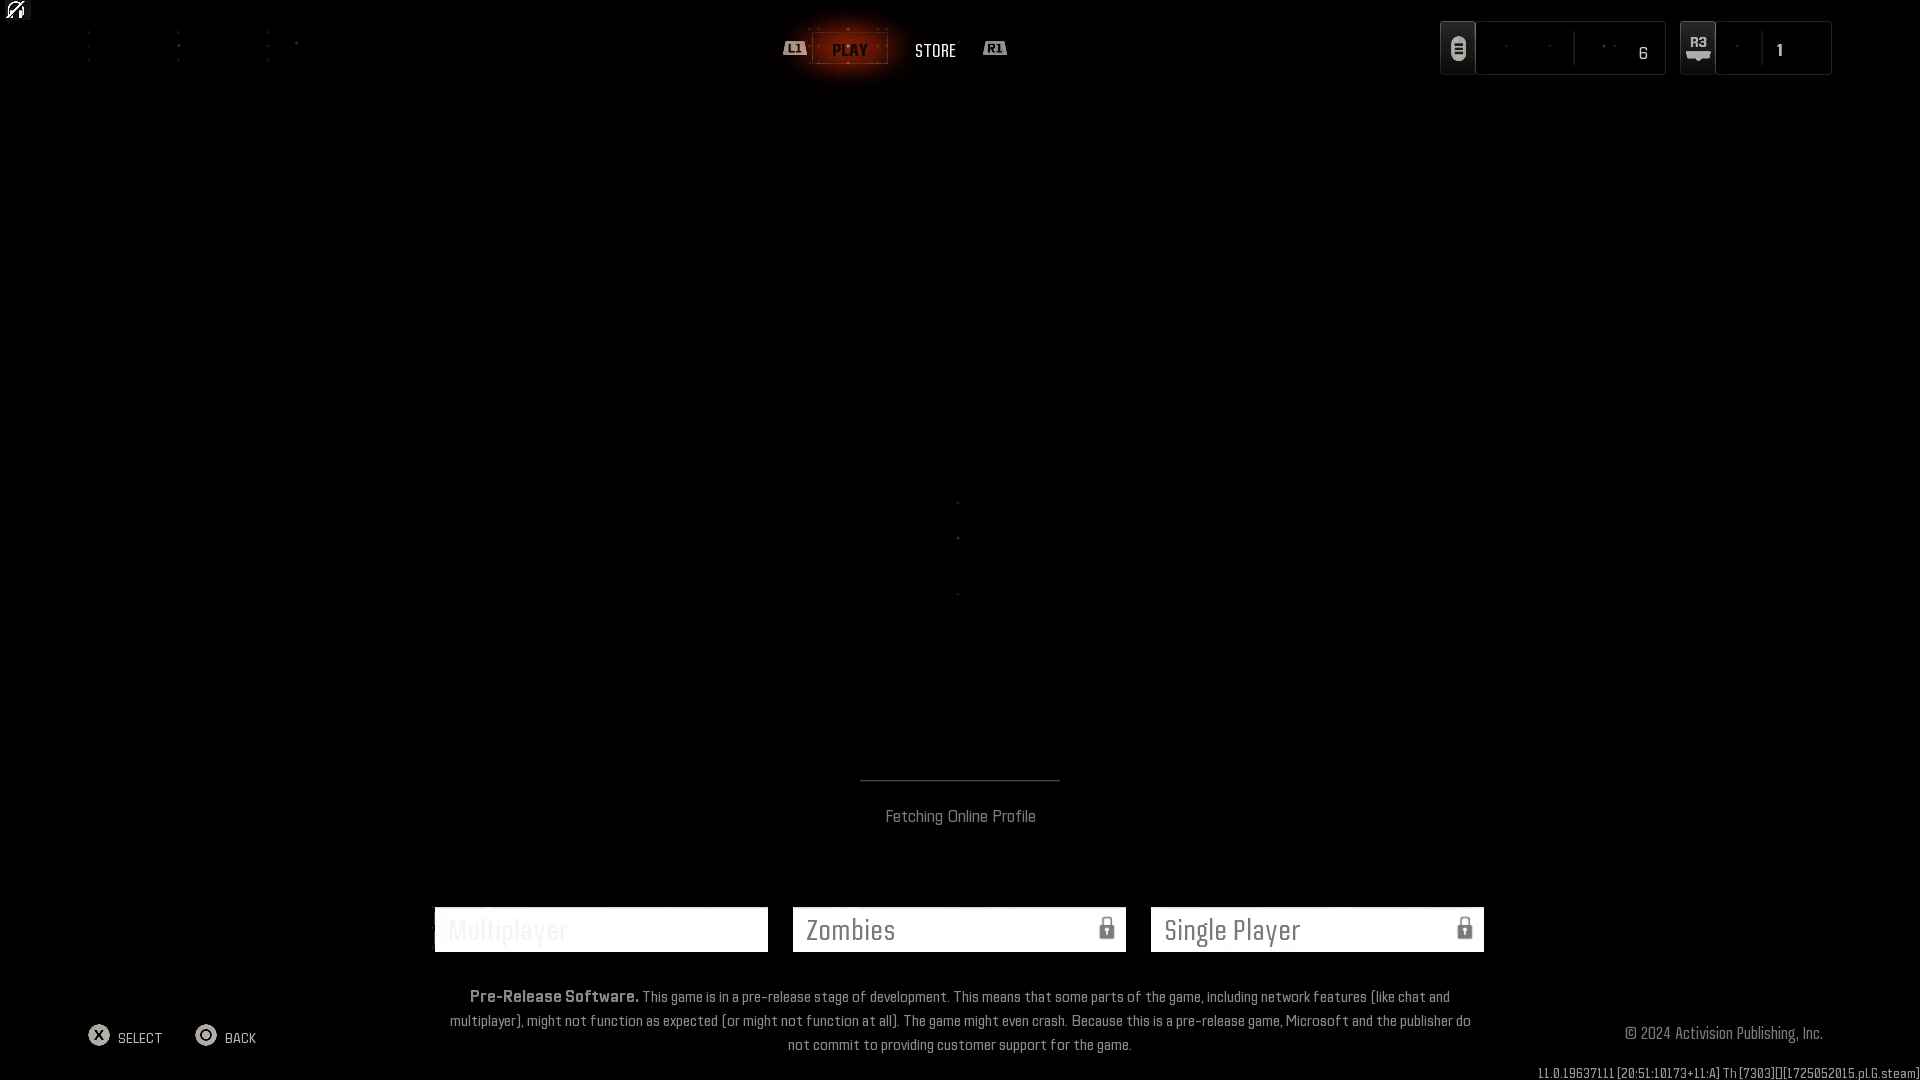 L1 PLAY STORE R1
6 R3 1
Fetching Online Profile
Multiplayer
Zombies
Single Player
Pre-Release Software. This game is in a pre-release stage of development. This means that some parts of the game, including network features (like chat and
multiplayer), might not function as expected (or might not function at all). The game might even crash. Because this is a pre-release game, Microsoft and the publisher do
not commit to providing customer support for the game.
X SELECT BACK
© 2024 Activision Publishing, Inc.
11.0.19637111 [20:51:10173+11:A] Th [7303][][1725052015.pl.G.steam]